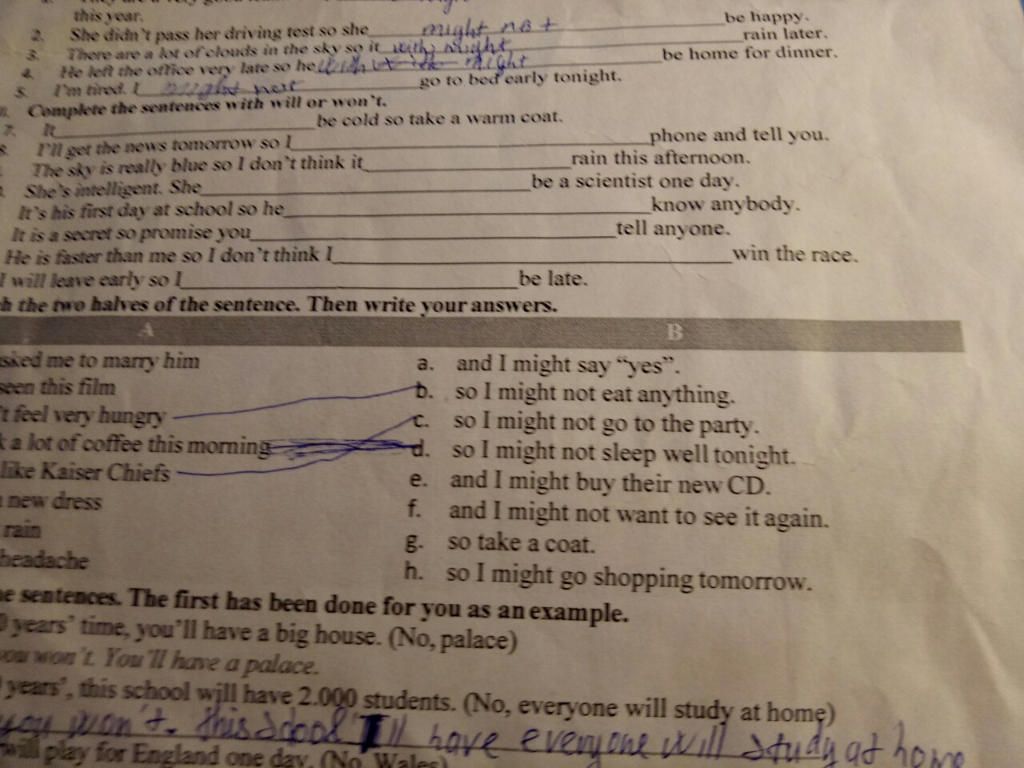 this year.
2. She didn't pass her driving test so she might not be happy.
3. There are a lot of clouds in the sky so it might rain later.
4. He left the office very late so he might be home for dinner.
5. I'm tired. I might not go to bed early tonight.
Complete the sentences with will or won't.
7. It be cold so take a warm coat.
8. I'll get the news tomorrow so I phone and tell you.
The sky is really blue so I don't think it rain this afternoon.
She's intelligent. She be a scientist one day.
It's his first day at school so he know anybody.
It is a secret so promise you tell anyone.
He is faster than me so I don't think I win the race.
I will leave early so I be late.
the two halves of the sentence. Then write your answers.
A B
me to marry him a. and I might say “yes”.
seen this film b. so I might not eat anything.
't feel very hungry c. so I might not go to the party.
a lot of coffee this morning d. so I might not sleep well tonight.
like Kaiser Chiefs e. and I might buy their new CD.
new dress f. and I might not want to see it again.
rain g. so take a coat.
headache h. so I might go shopping tomorrow.
sentences. The first has been done for you as an example.
years' time, you'll have a big house. (No, palace)
you won't. You'll have a palace.
years', this school will have 2.000 students. (No, everyone will study at home)
you won't. this School 'll have everyone will study at home
will play for England one day. (No, Wales)